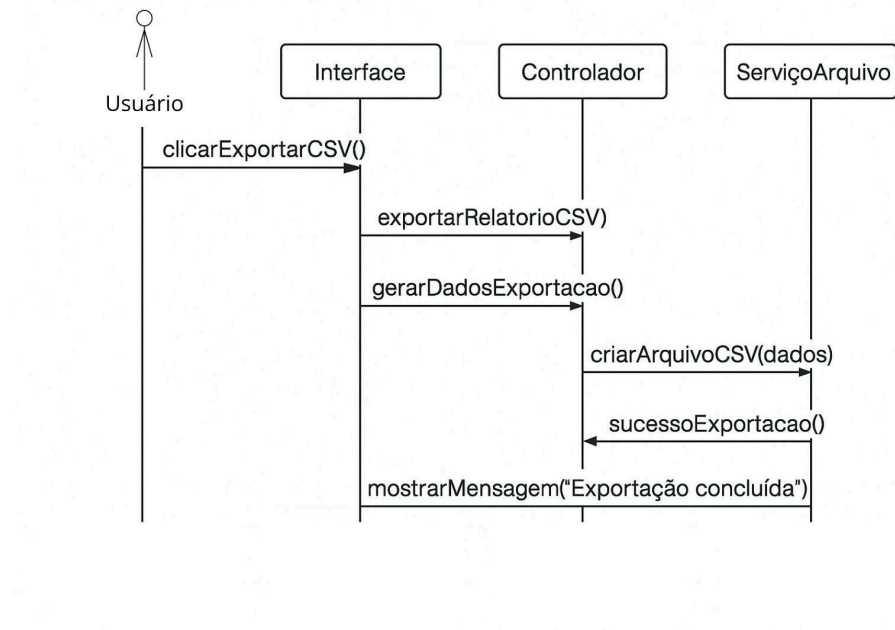 Interface
Controlador
ServiçoArquivo
Usuário
clicarExportarCSV()
exportarRelatorioCSV)
gerarDadosExportacao()
criarArquivoCSV(dados)
sucessoExportacao()
mostrarMensagem("Exportação concluída")